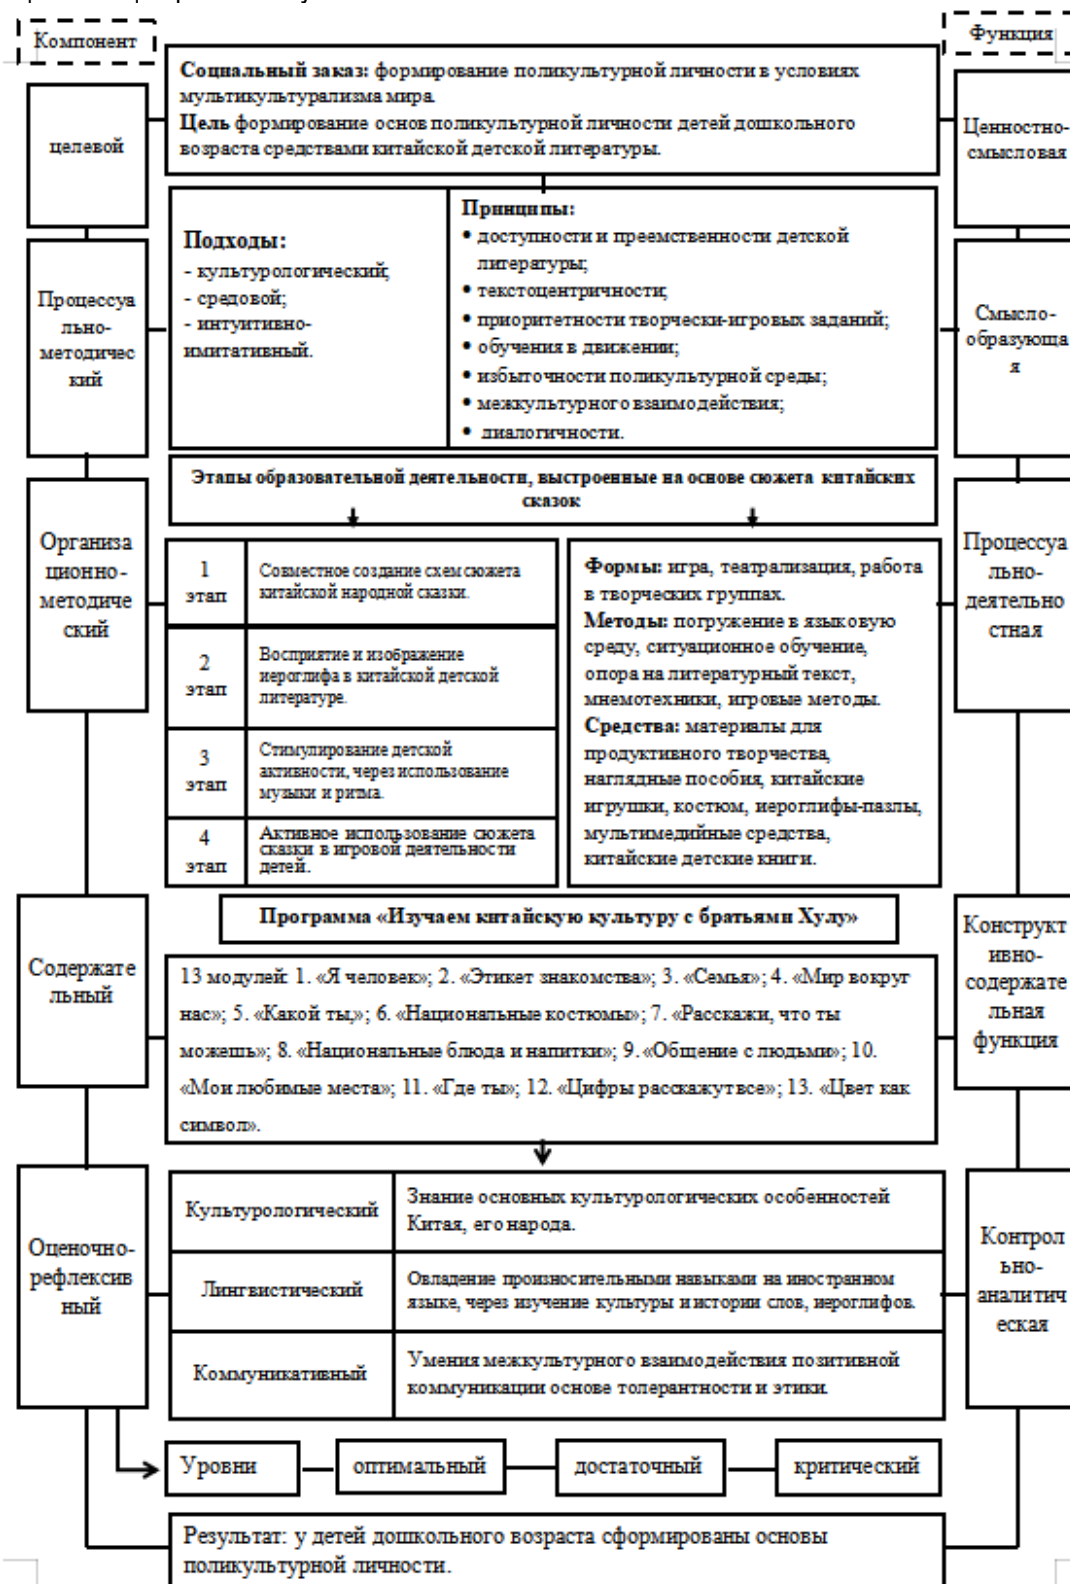 Компонент
Функция
Социальный заказ: формирование поликультурной личности в условиях
мультикультурализма мира.
Цель формирование основ поликультурной личности детей дошкольного
возраста средствами китайской детской литературы.
целевой
Ценностно-
смысловая
Подходы:
- культурологический;
- средовой;
- интуитивно-
имитативный.
Принципы:
• доступности и преемственности детской
литературы;
• текстоцентричности;
• приоритетности творчески-игровых заданий;
• обучения в движении;
• избыточности поликультурной среды;
• межкультурного взаимодействия;
• диалогичности.
Процессуа
льно-
методичес
кий
Смысло-
образующа
я
Этапы образовательной деятельности, выстроенные на основе сюжета китайских
сказок
Организа
ционно-
методиче
ский
1
этап
Совместное создание схем сюжета
китайской народной сказки.
2
этап
Восприятие и изображение
иероглифа в китайской детской
литературе.
3
этап
Стимулирование детской
активности, через использование
музыки и ритма.
4
этап
Активное использование сюжета
сказки в игровой деятельности
детей.
Формы: игра, театрализация, работа
в творческих группах.
Методы: погружение в языковую
среду, ситуационное обучение,
опора на литературный текст,
мнемотехники, игровые методы.
Средства: материалы для
продуктивного творчества,
наглядные пособия, китайские
игрушки, костюм, иероглифы-пазлы,
мультимедийные средства,
китайские детские книги.
Процессуа
льно-
деятельно
стная
Программа «Изучаем китайскую культуру с братьями Хулу»
Содержате
льный
13 модулей: 1. «Я человек»; 2. «Этикет знакомства»; 3. «Семья»; 4. «Мир вокруг
нас»; 5. «Какой ты,»; 6. «Национальные костюмы»; 7. «Расскажи, что ты
можешь»; 8. «Национальные блюда и напитки»; 9. «Общение с людьми»; 10.
«Мои любимые места»; 11. «Где ты»; 12. «Цифры расскажут все»; 13. «Цвет как
символ».
Конструкт
ивно-
содержате
льная
функция
Оценочно-
рефлексив
ный
Культурологический
Знание основных культурологических особенностей
Китая, его народа.
Лингвистический
Овладение произносительными навыками на иностранном
языке, через изучение культуры и истории слов, иероглифов.
Коммуникативный
Умения межкультурного взаимодействия позитивной
коммуникации основе толерантности и этики.
Контрол
ьно-
аналитич
еская
Уровни
оптимальный
достаточный
критический
Результат: у детей дошкольного возраста сформированы основы
поликультурной личности.